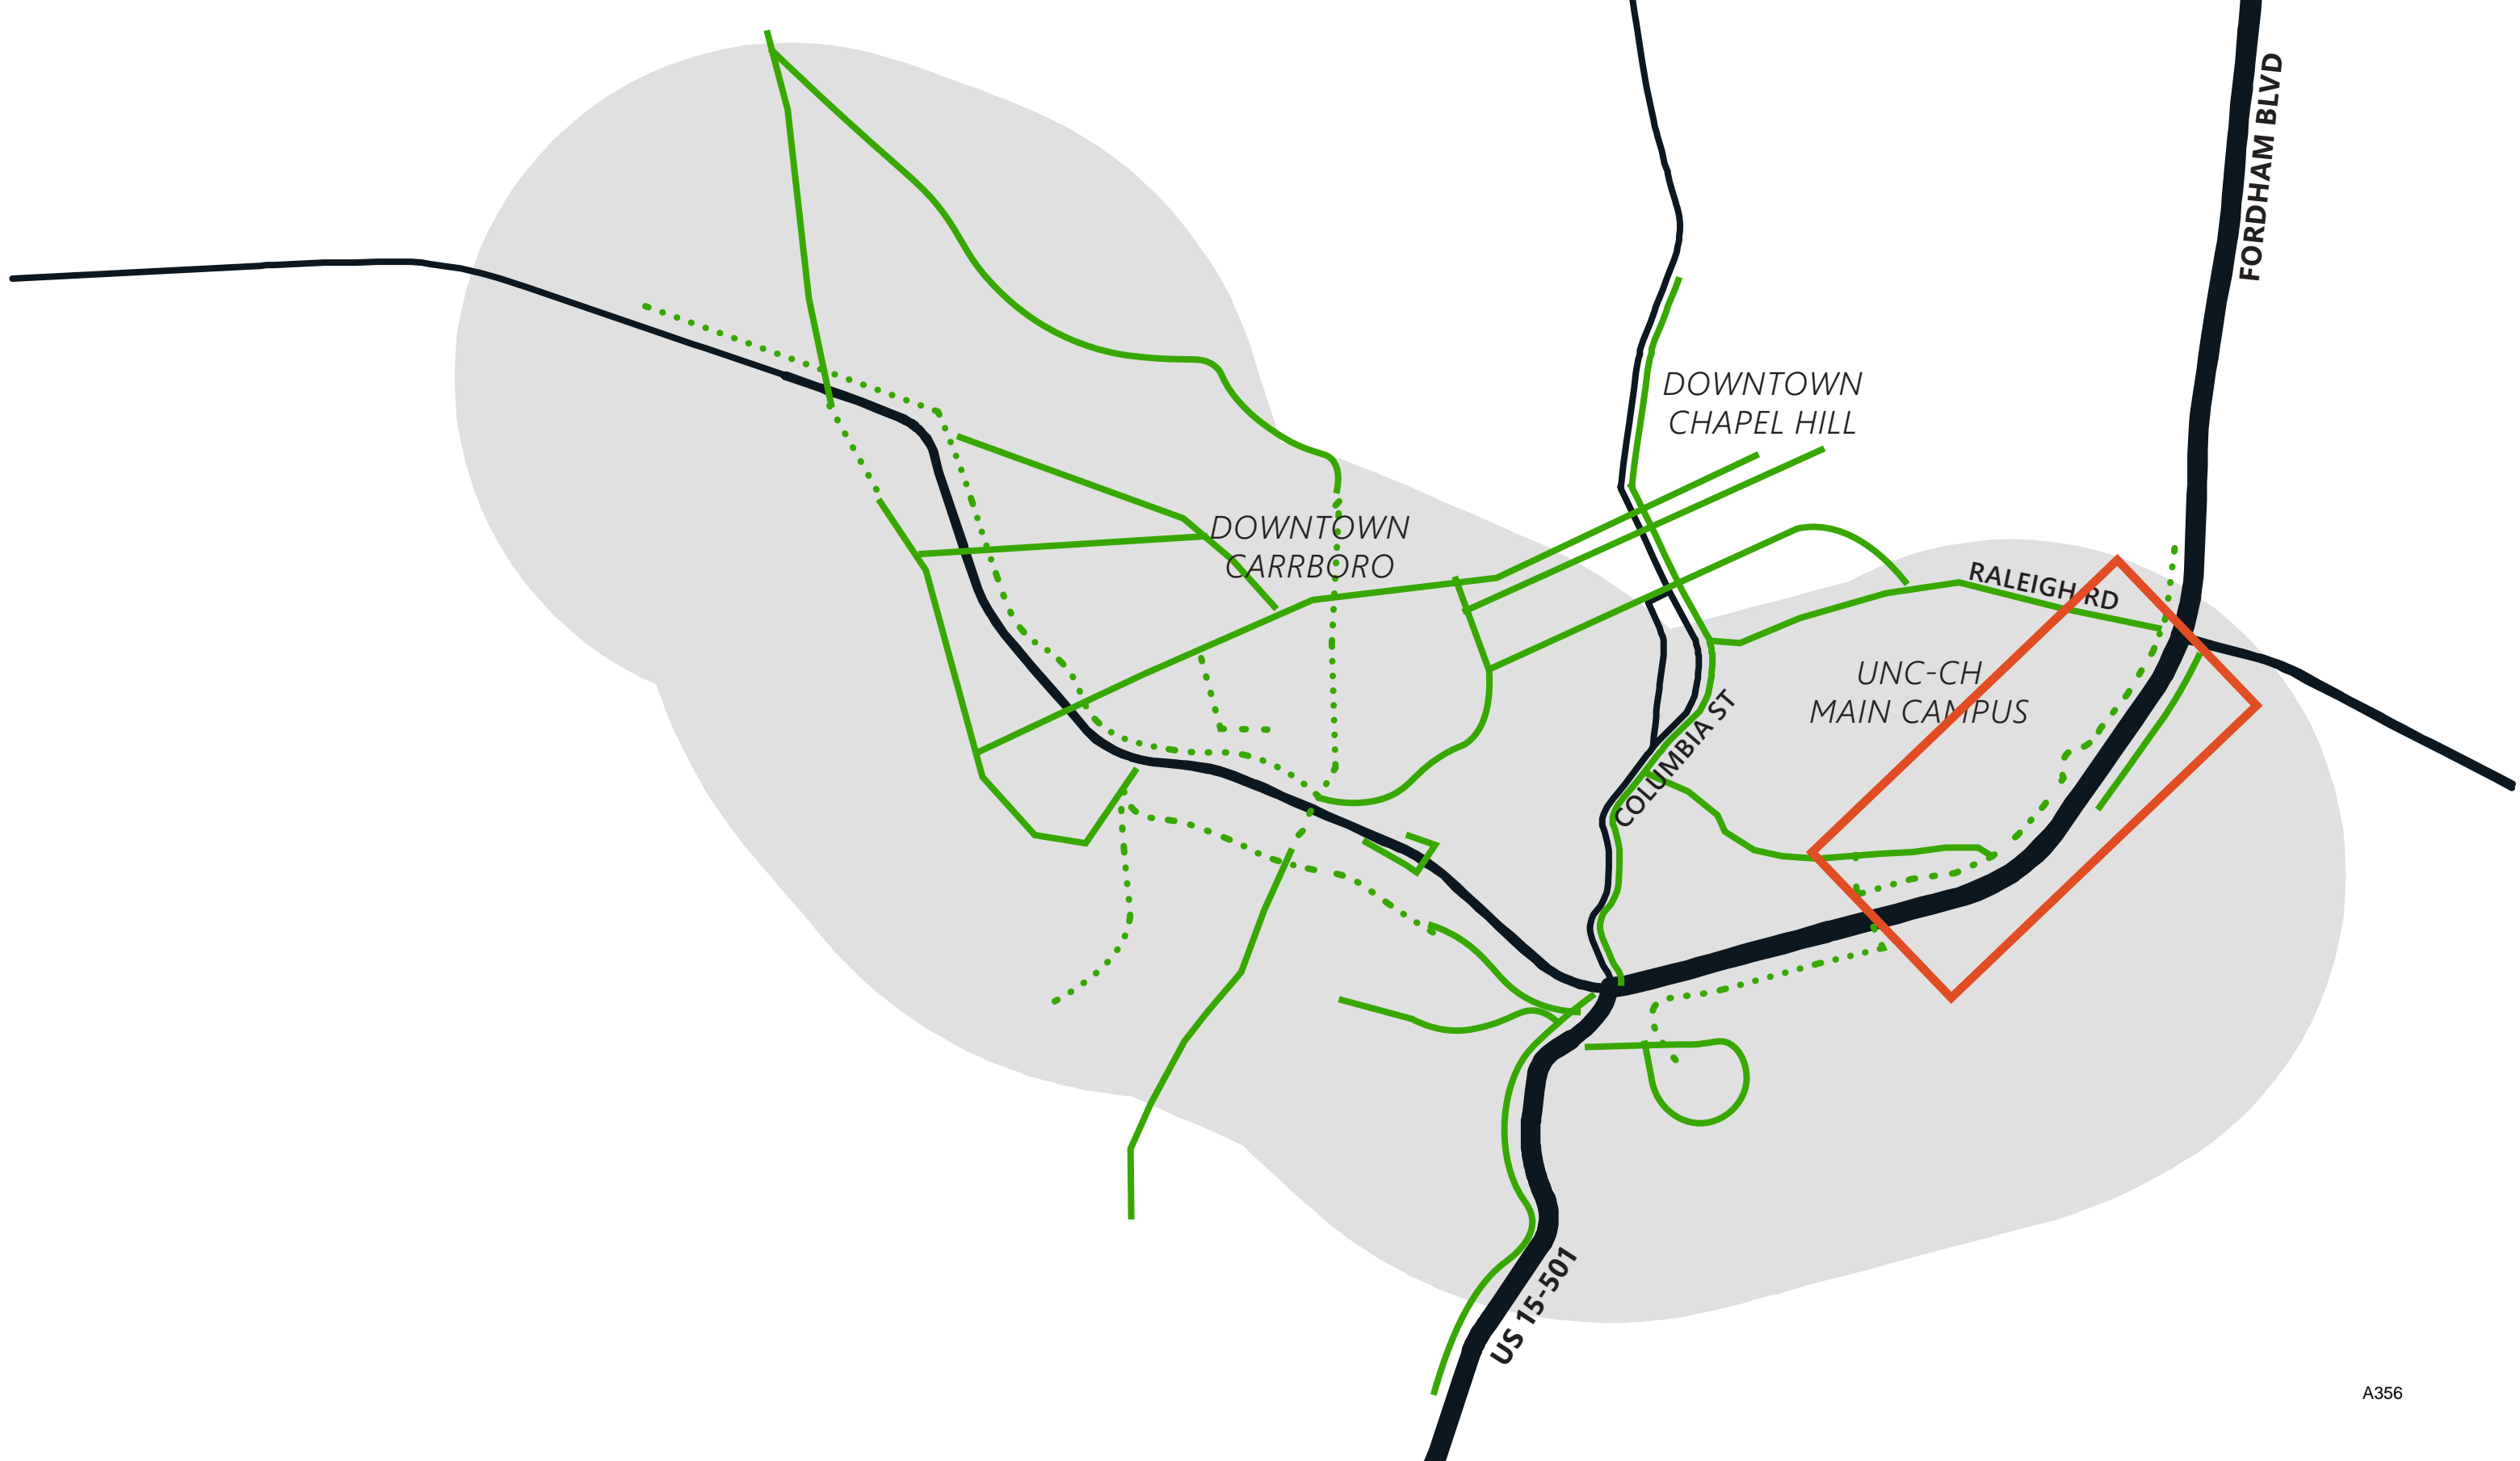 FORDHAM BLVD
DOWNTOWN
CHAPEL HILL
DOWNTOWN
CARRBORO
RALEIGH RD
UNC-CH
MAIN CAMPUS
COLUMBIA ST
US 15-501
A356